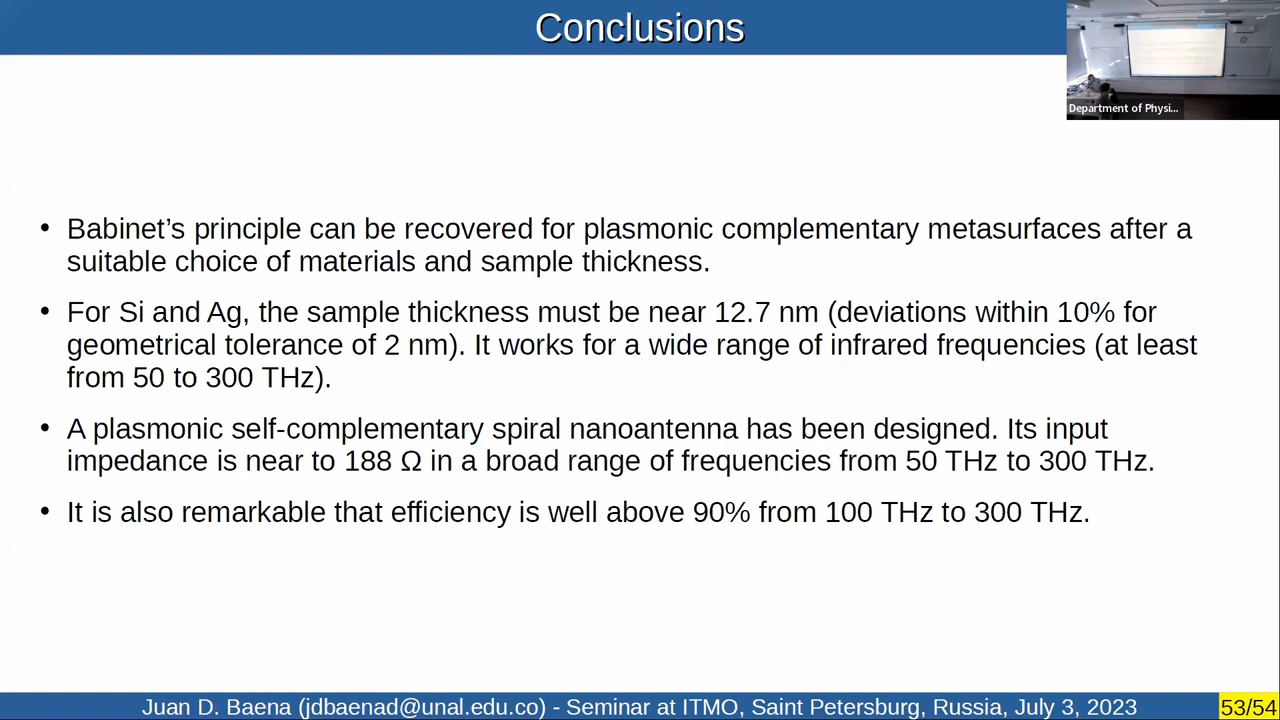 Conclusions
Department of Physi...
• Babinet’s principle can be recovered for plasmonic complementary metasurfaces after a
suitable choice of materials and sample thickness.
• For Si and Ag, the sample thickness must be near 12.7 nm (deviations within 10% for
geometrical tolerance of 2 nm). It works for a wide range of infrared frequencies (at least
from 50 to 300 THz).
• A plasmonic self-complementary spiral nanoantenna has been designed. Its input
impedance is near to 188 Ω in a broad range of frequencies from 50 THz to 300 THz.
• It is also remarkable that efficiency is well above 90% from 100 THz to 300 THz.
Juan D. Baena (jdbaenad@unal.edu.co) - Seminar at ITMO, Saint Petersburg, Russia, July 3, 2023
53/54